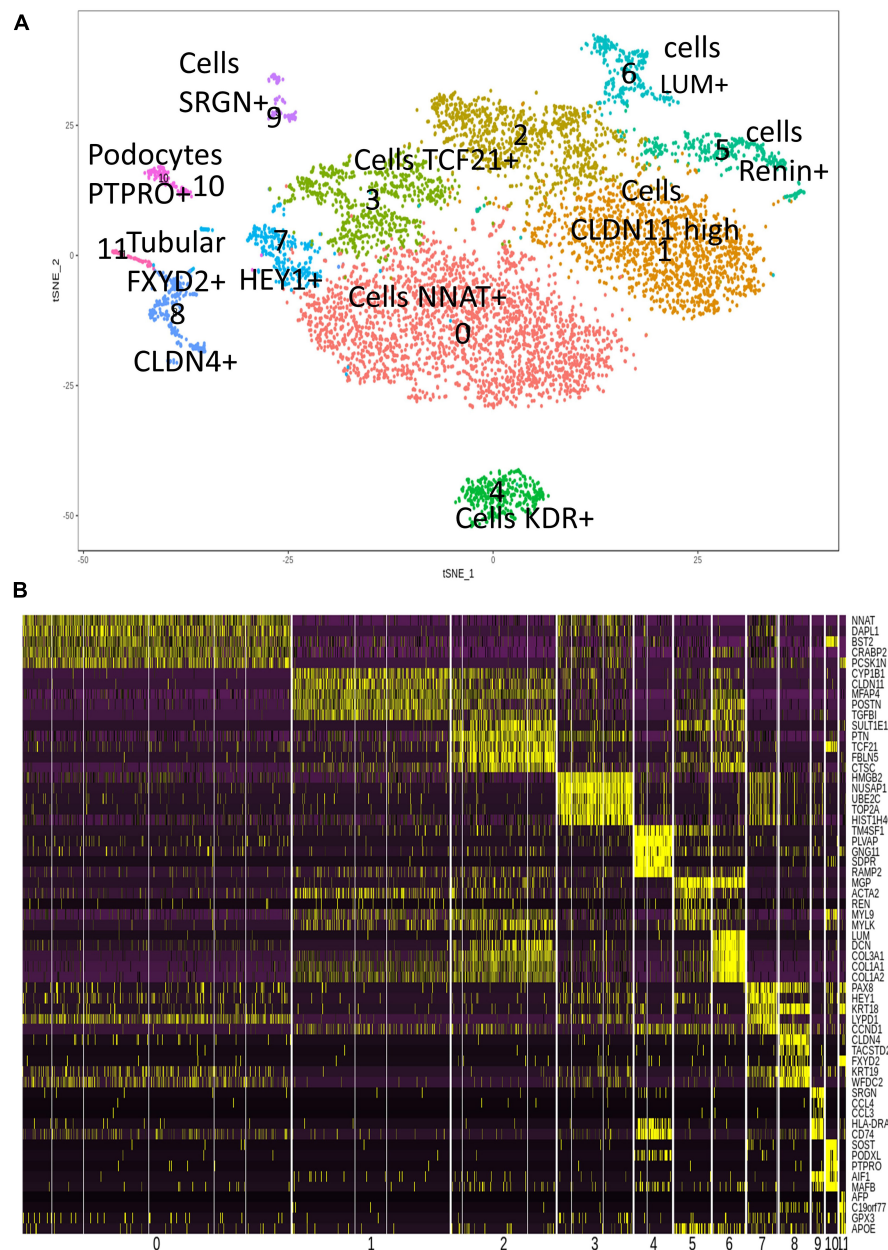 A
Cells
SRGN+
9
cells
6
LUM+
2
Cells TCF21+
cells
5
Renin+
Podocytes
10
PTPRO+ 10
3
Cells
CLDN11 high
1
11 Tubular
7
FXYD2+
HEY1+
8
CLDN4+
Cells NNAT+
0
4
Cells KDR+
25
0
-25
-50
tSNE_2
-50
-25
0
25
tSNE_1
B
NNAT
DAPL1
BST2
CRABP2
PCSK1N
CYP1B1
CLDN11
MFAP4
POSTN
TGFBI
SULT1E1
PTN
TCF21
FBLN5
CTSC
HMGB2
NUSAP1
UBE2C
TOP2A
HIST1H4C
TM4SF1
PLVAP
GNG11
SDPR
RAMP2
MGP
ACTA2
REN
MYL9
MYLK
LUM
DCN
COL3A1
COL1A1
COL1A2
PAX8
HEY1
KRT18
LYPD1
CCND1
CLDN4
TACSTD2
FXYD2
KRT19
WFDC2
SRGN
CCL4
CCL3
HLA-DRA
CD74
SOST
PODXL
PTPRO
AIF1
MAFB
AFP
C19orf77
GPX3
APOE
0 1 2 3 4 5 6 7 8 9 10 11